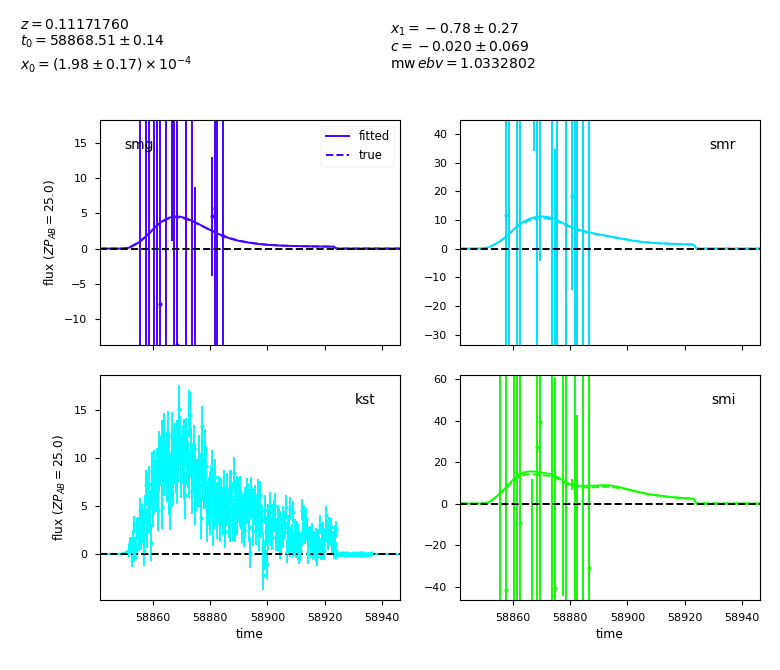 z = 0.11171760
t₀ = 58868.51 ± 0.14
x₀ = (1.98 ± 0.17) × 10⁻⁴
x₁ = −0.78 ± 0.27
c = −0.020 ± 0.069
mw ebv = 1.0332802
smg
fitted
true
15
10
5
0
−5
−10
flux (ZP_AB = 25.0)
smr
40
30
20
10
0
−10
−20
−30
kst
15
10
5
0
flux (ZP_AB = 25.0)
58860 58880 58900 58920 58940
time
smi
60
40
20
0
−20
−40
58860 58880 58900 58920 58940
time